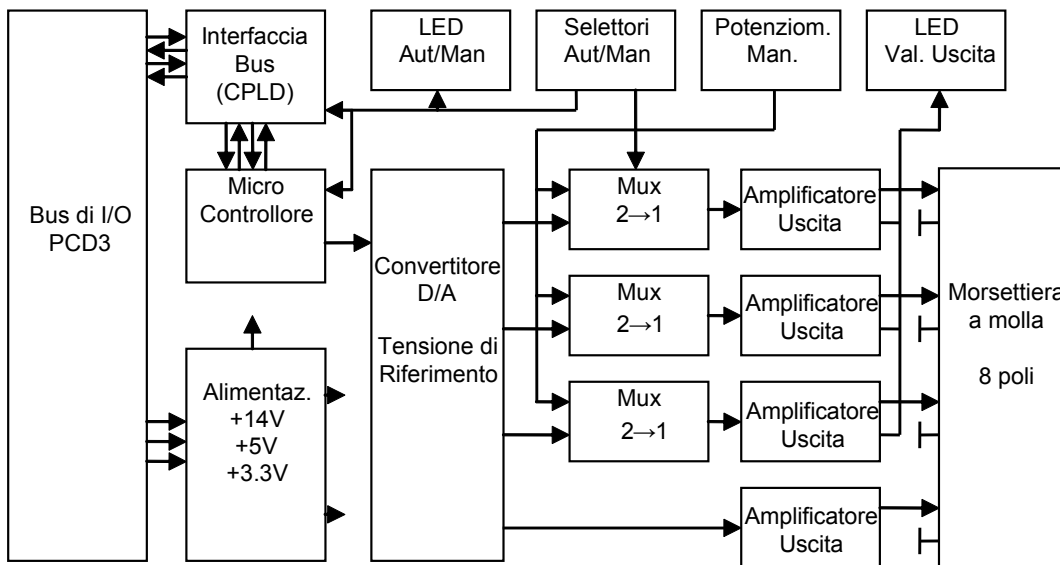 Interfaccia
Bus
(CPLD)
LED
Aut/Man
Selettori
Aut/Man
Potenziom.
Man.
LED
Val. Uscita
Bus di I/O
PCD3
Micro
Controllore
Convertitore
D/A
Tensione di
Riferimento
Mux
2→1
Amplificatore
Uscita
Mux
2→1
Amplificatore
Uscita
Mux
2→1
Amplificatore
Uscita
Amplificatore
Uscita
Morsettiera
a molla
8 poli
Alimentaz.
+14V
+5V
+3.3V